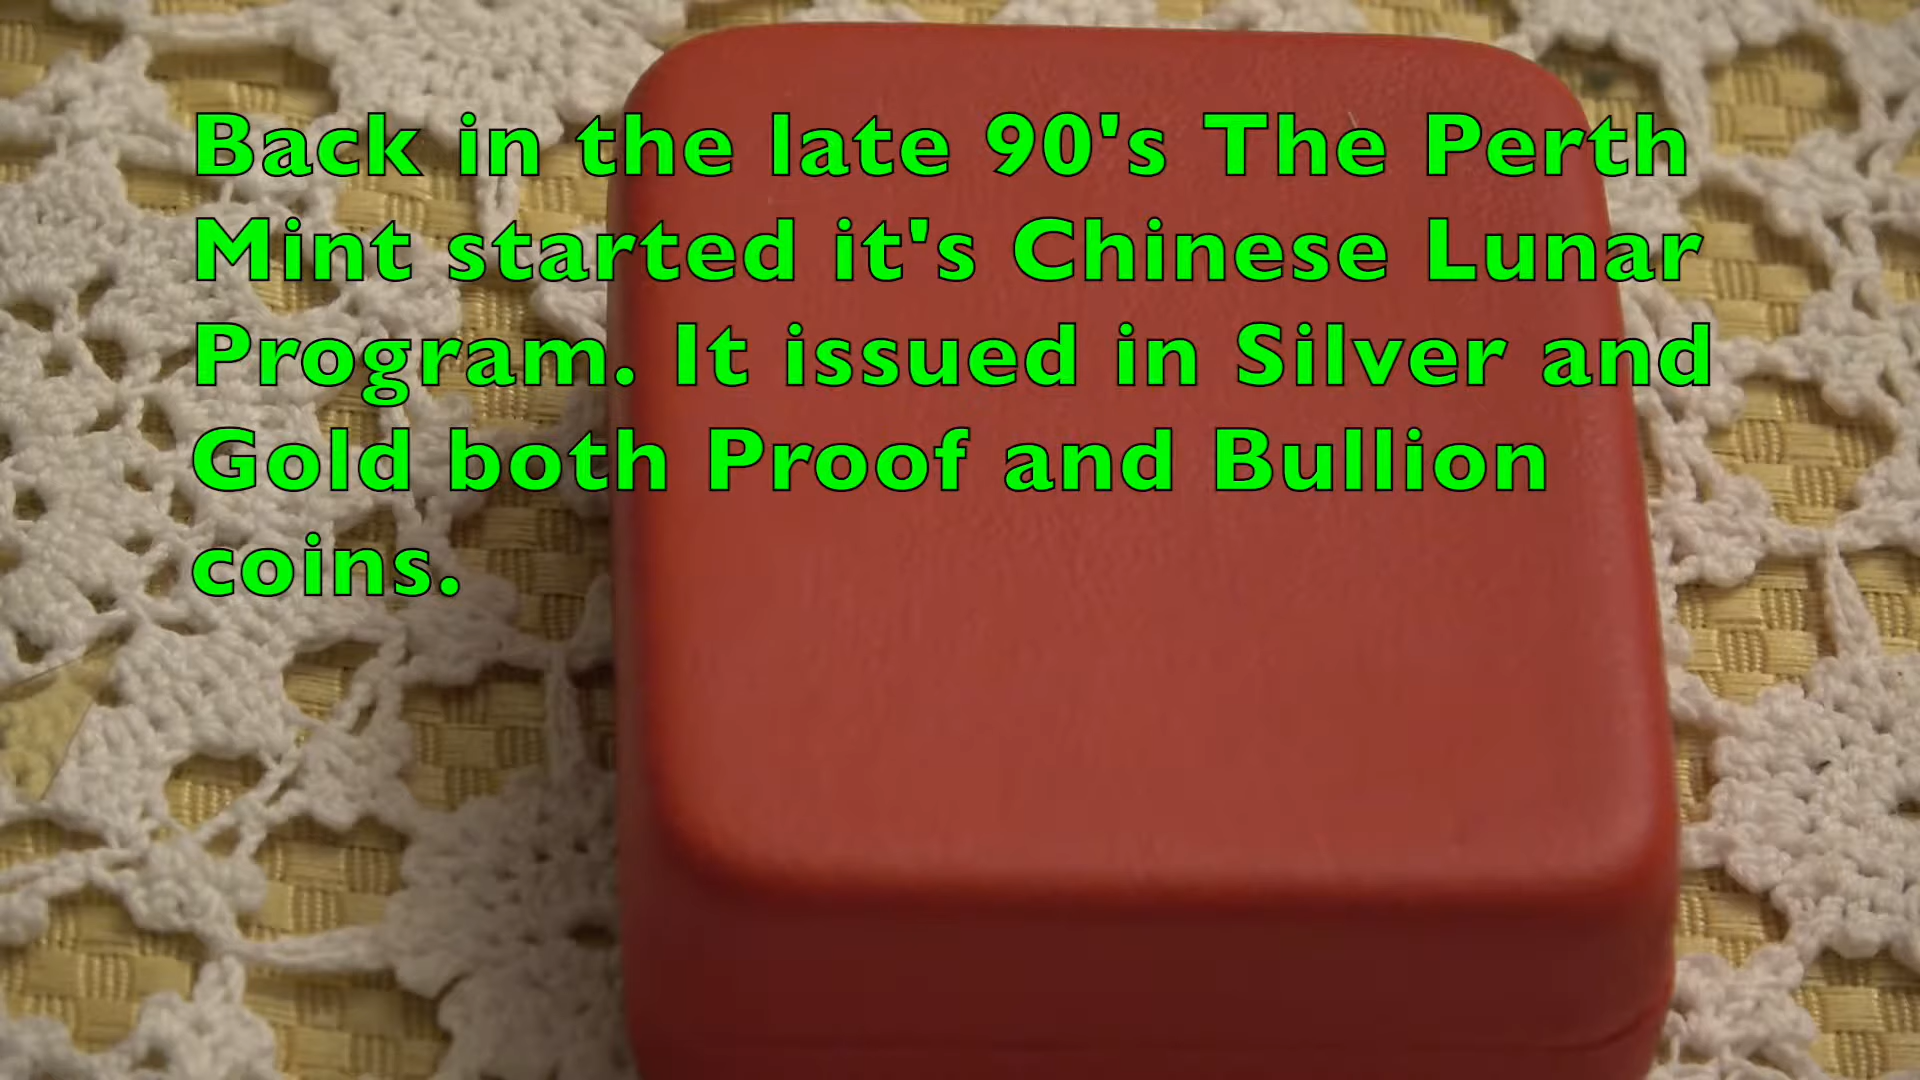 Back in the late 90's The Perth
Mint started it's Chinese Lunar
Program. It issued in Silver and
Gold both Proof and Bullion
coins.